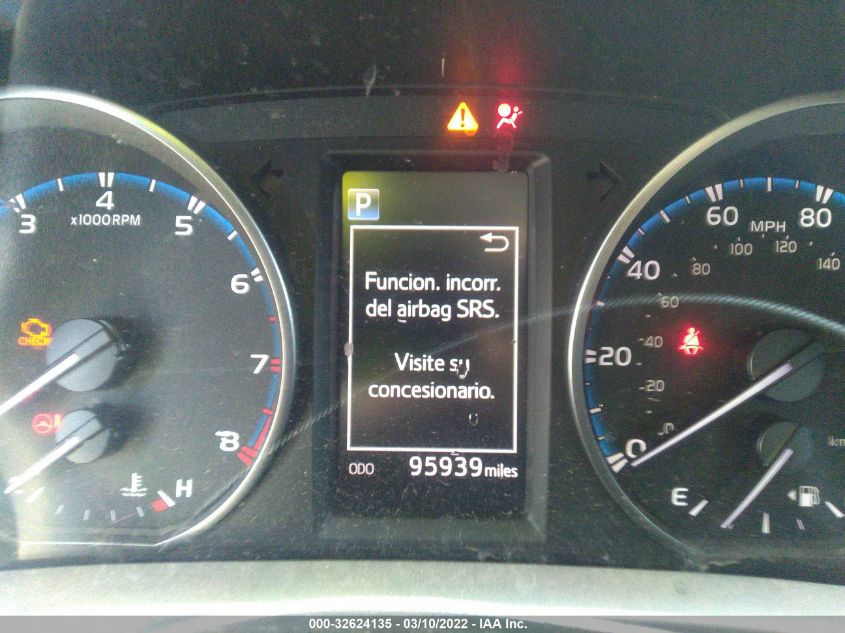 P
Funcion. incorr.
del airbag SRS.
Visite su
concesionario.
ODO 95939 miles
3 4 5 6 7 8
x1000RPM
CHECK
H
0 20 40 60 80
MPH
0 20 40 60 80 100 120 140
E
000-32624135 - 03/10/2022 - IAA Inc.